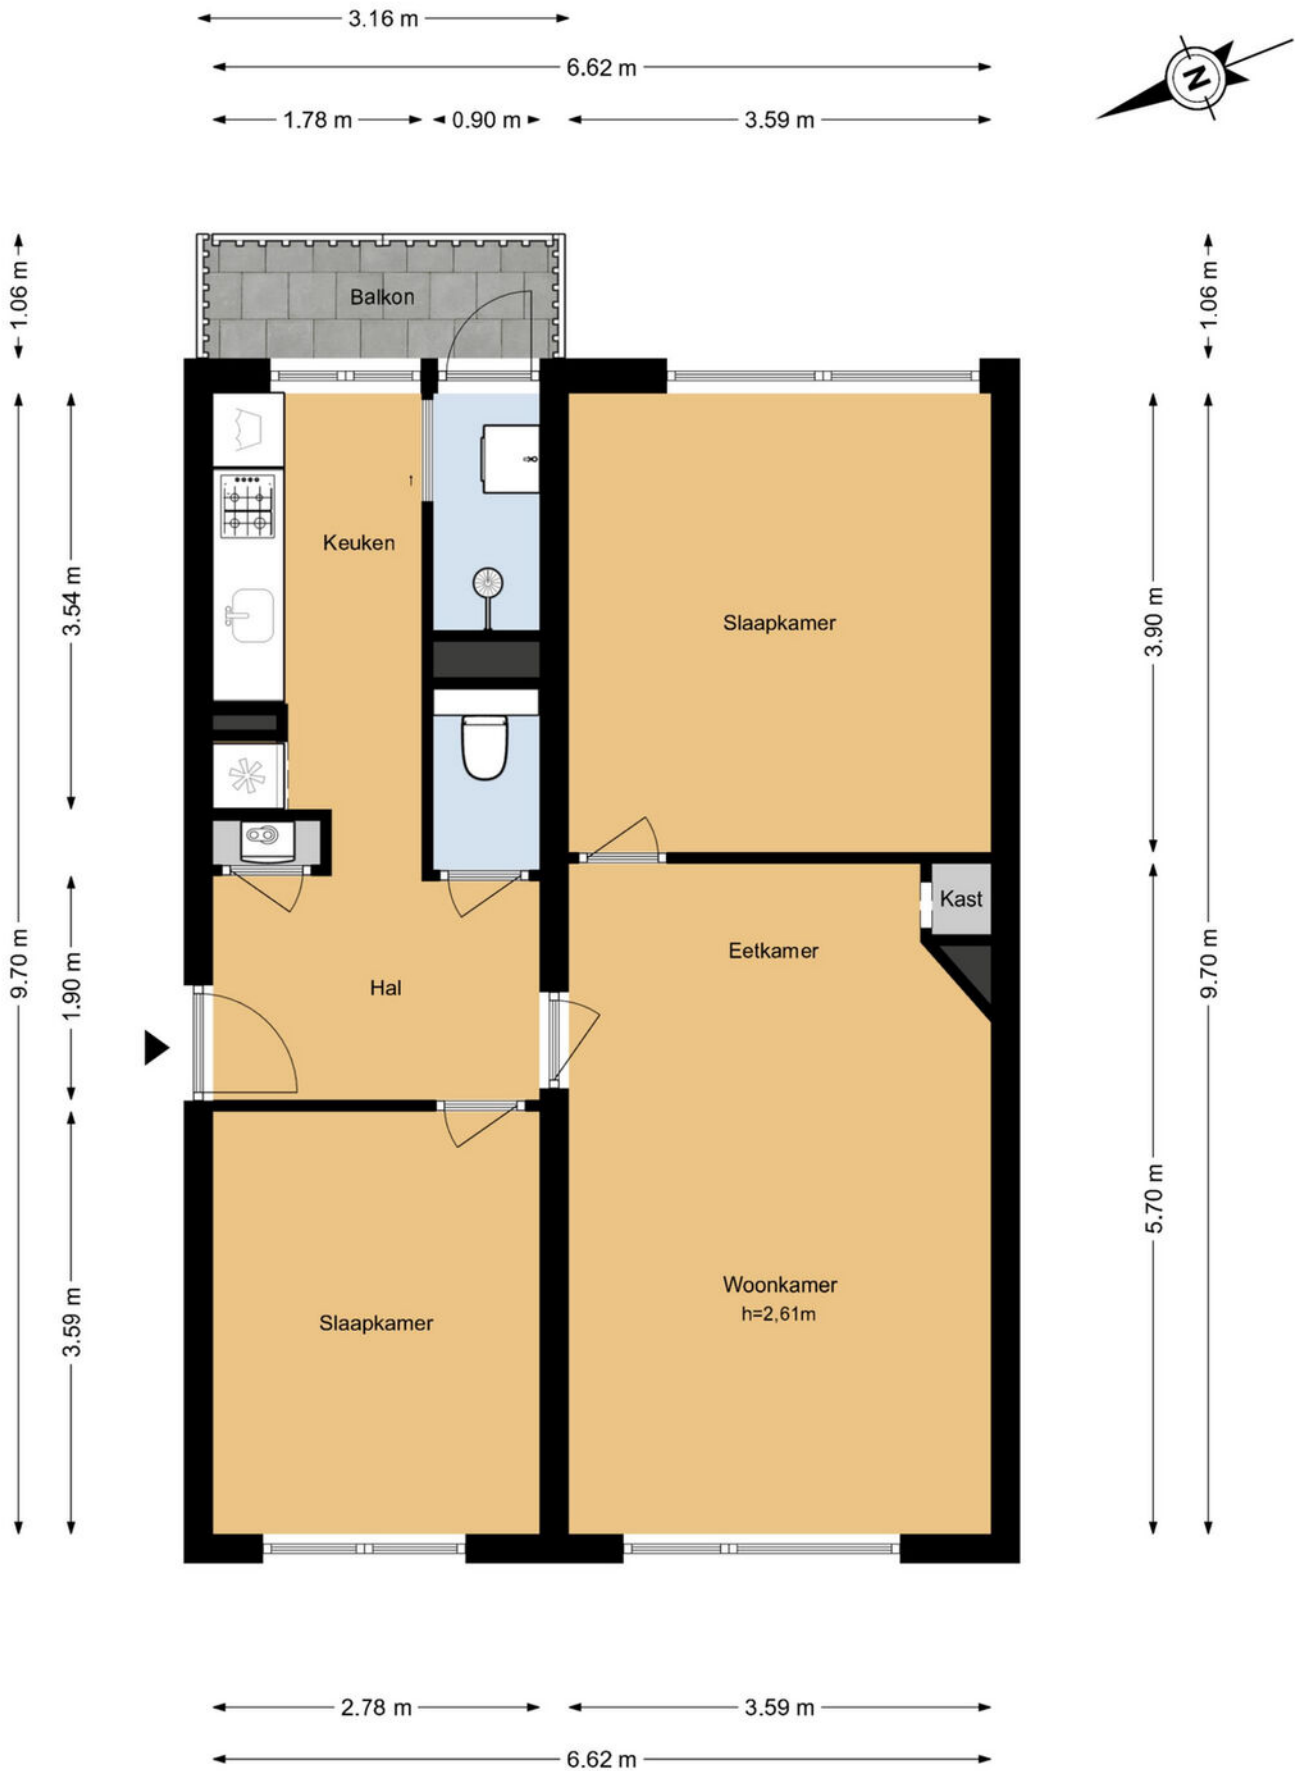 3.16 m
6.62 m
1.78 m
0.90 m
3.59 m
N
1.06 m
1.06 m
Balkon
Keuken
3.54 m
3.90 m
Slaapkamer
Kast
Eetkamer
9.70 m
1.90 m
9.70 m
Hal
5.70 m
Woonkamer
h=2,61m
Slaapkamer
3.59 m
2.78 m
3.59 m
6.62 m